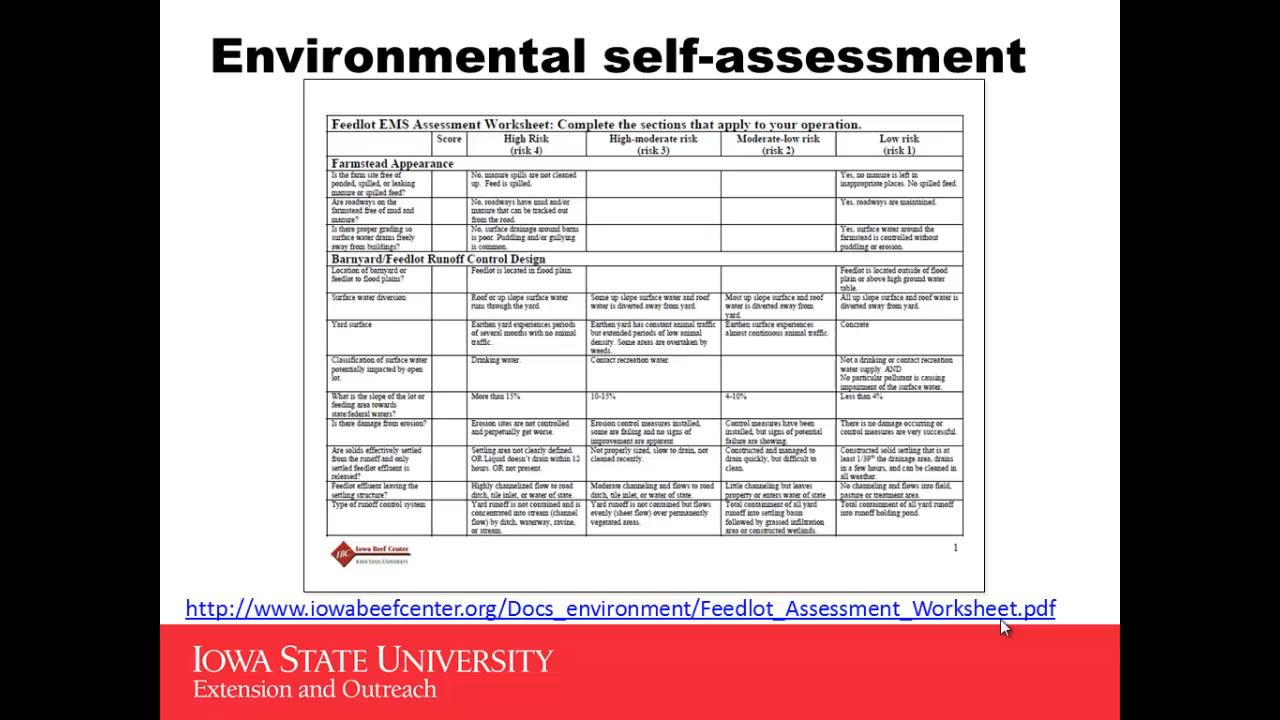 Environmental self-assessment
Feedlot EMS Assessment Worksheet: Complete the sections that apply to your operation.
Score High Risk (risk 4) High-moderate risk (risk 3) Moderate-low risk (risk 2) Low risk (risk 1)
Farmstead Appearance
Is the farm site free of ponded, spilled, or leaking manure or spilled feed? No, manure spills are not cleaned up. Feed is spilled. Yes, no manure is left in inappropriate places. No spilled feed.
Are roadways on the farmstead free of mud and manure? No, roadways have mud and/or manure that can be tracked out from the road. Yes, roadways are maintained.
Is there proper grading so surface water drains freely away from buildings? No, surface drainage around barns is poor. Puddling and/or gullying is common. Yes, surface water around the farmstead is controlled without puddling or erosion.
Barnyard/Feedlot Runoff Control Design
Location of barnyard or feedlot to flood plains? Feedlot is located in flood plain. Feedlot is located outside of flood plain or above high ground water table.
Surface water diversion. Roof or up slope surface water runs through the yard. Some up slope surface water and roof water is diverted away from yard. Most up slope surface and roof water is diverted away from yard. All up slope surface and roof water is diverted away from yard.
Yard surface Earthen yard experiences periods of several months with no animal traffic. Earthen yard has constant animal traffic but extended periods of low animal density. Some areas are overtaken by weeds. Earthen surface experiences almost continuous animal traffic. Concrete
Classification of surface water potentially impacted by open lot. Drinking water. Contact recreation water. Not a drinking or contact recreation water supply. AND No particular pollutant is causing impairment of the surface water.
What is the slope of the lot or feeding area towards state/federal waters? More than 15% 10-15% 4-10% Less than 4%
Is there damage from erosion? Erosion sites are not controlled and perpetually get worse. Erosion control measures installed, some are failing and no signs of improvement are apparent. Control measures have been installed, but signs of potential failure are showing. There is no damage occurring or control measures are very successful.
Are solids effectively settled from the runoff and only settled feedlot effluent is released? Settling area not clearly defined. OR Liquid doesn't drain within 12 hours. OR not present. Not properly sized, slow to drain, not cleaned recently. Constructed and managed to drain quickly, but difficult to clean. Constructed solid settling that is at least 1/39th the drainage area, drains in a few hours, and can be cleaned in all weather.
Feedlot effluent leaving the settling structure? Highly channelized flow to road ditch, tile inlet, or water of state. Moderate channeling and flows to road ditch, tile inlet, or water of state. Little channeling but leaves property or enters water of state No channeling and flows into field, pasture or treatment area.
Type of runoff control system Yard runoff is not contained and is concentrated into stream (channel flow) by ditch, waterway, ravine, or stream. Yard runoff is not contained but flows evenly (sheet flow) over permanently vegetated areas. Total containment of all yard runoff into settling basin followed by grassed infiltration area or constructed wetlands. Total containment of all yard runoff into runoff holding pond.
IBC Iowa Beef Center
IOWA STATE UNIVERSITY
1
http://www.iowabeefcenter.org/Docs_environment/Feedlot_Assessment_Worksheet.pdf
IOWA STATE UNIVERSITY
Extension and Outreach